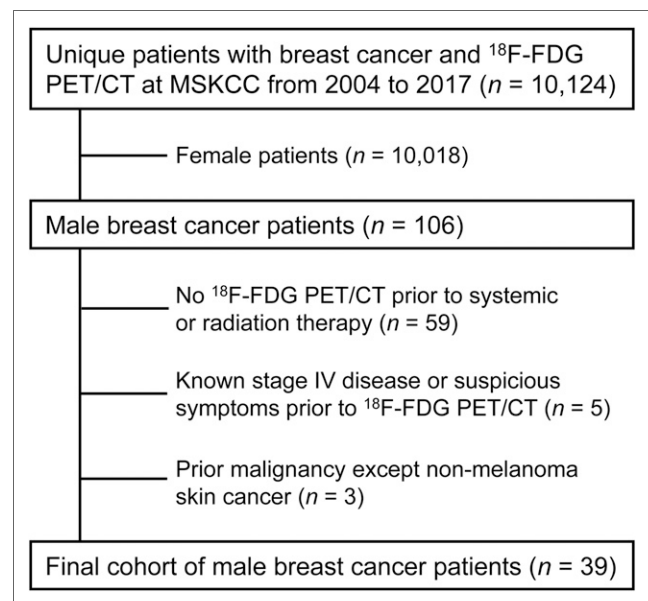 Unique patients with breast cancer and ¹⁸F-FDG
PET/CT at MSKCC from 2004 to 2017 (n = 10,124)
Female patients (n = 10,018)
Male breast cancer patients (n = 106)
No ¹⁸F-FDG PET/CT prior to systemic
or radiation therapy (n = 59)
Known stage IV disease or suspicious
symptoms prior to ¹⁸F-FDG PET/CT (n = 5)
Prior malignancy except non-melanoma
skin cancer (n = 3)
Final cohort of male breast cancer patients (n = 39)